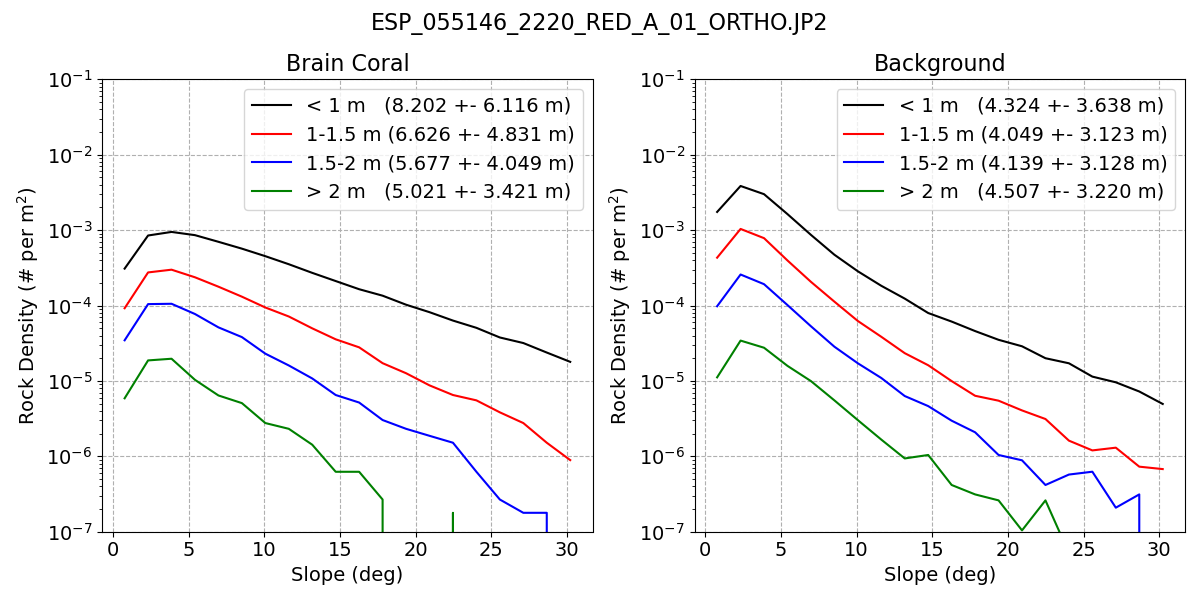 ESP_055146_2220_RED_A_01_ORTHO.JP2
Brain Coral
10^-1
10^-2
10^-3
10^-4
10^-5
10^-6
10^-7
Rock Density (# per m^2)
< 1 m (8.202 +- 6.116 m)
1-1.5 m (6.626 +- 4.831 m)
1.5-2 m (5.677 +- 4.049 m)
> 2 m (5.021 +- 3.421 m)
0 5 10 15 20 25 30
Slope (deg)
Background
10^-1
10^-2
10^-3
10^-4
10^-5
10^-6
10^-7
Rock Density (# per m^2)
< 1 m (4.324 +- 3.638 m)
1-1.5 m (4.049 +- 3.123 m)
1.5-2 m (4.139 +- 3.128 m)
> 2 m (4.507 +- 3.220 m)
0 5 10 15 20 25 30
Slope (deg)